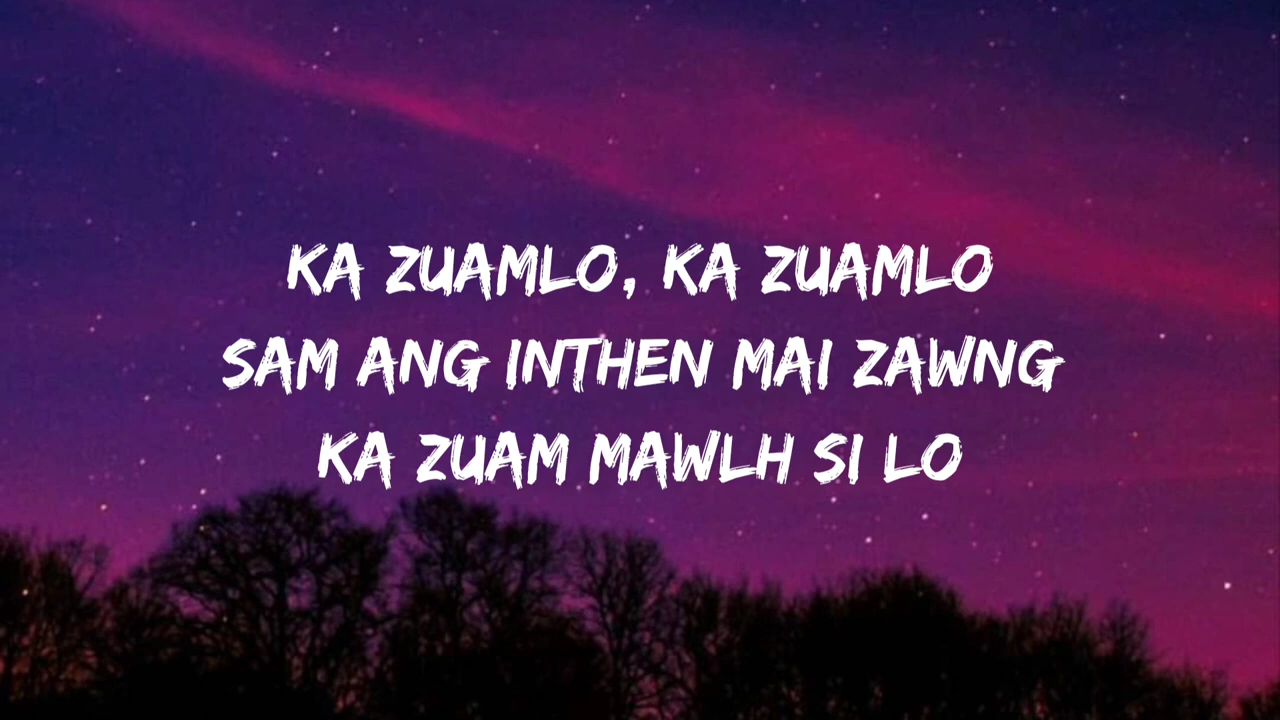 KA ZUAMLO, KA ZUAMLO
SAM ANG INTHEN MAI ZAWNG
KA ZUAM MAWLH SI LO